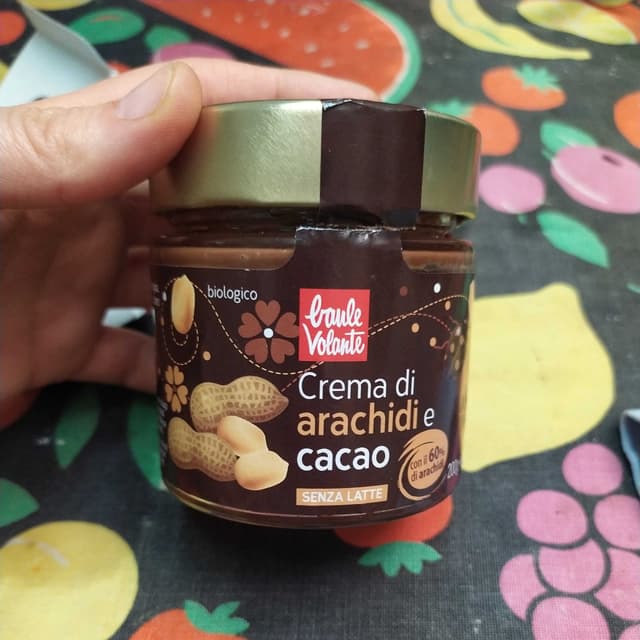 biologico
baule
Volante
Crema di
arachidi e
cacao
con il 60%
di arachidi
SENZA LATTE